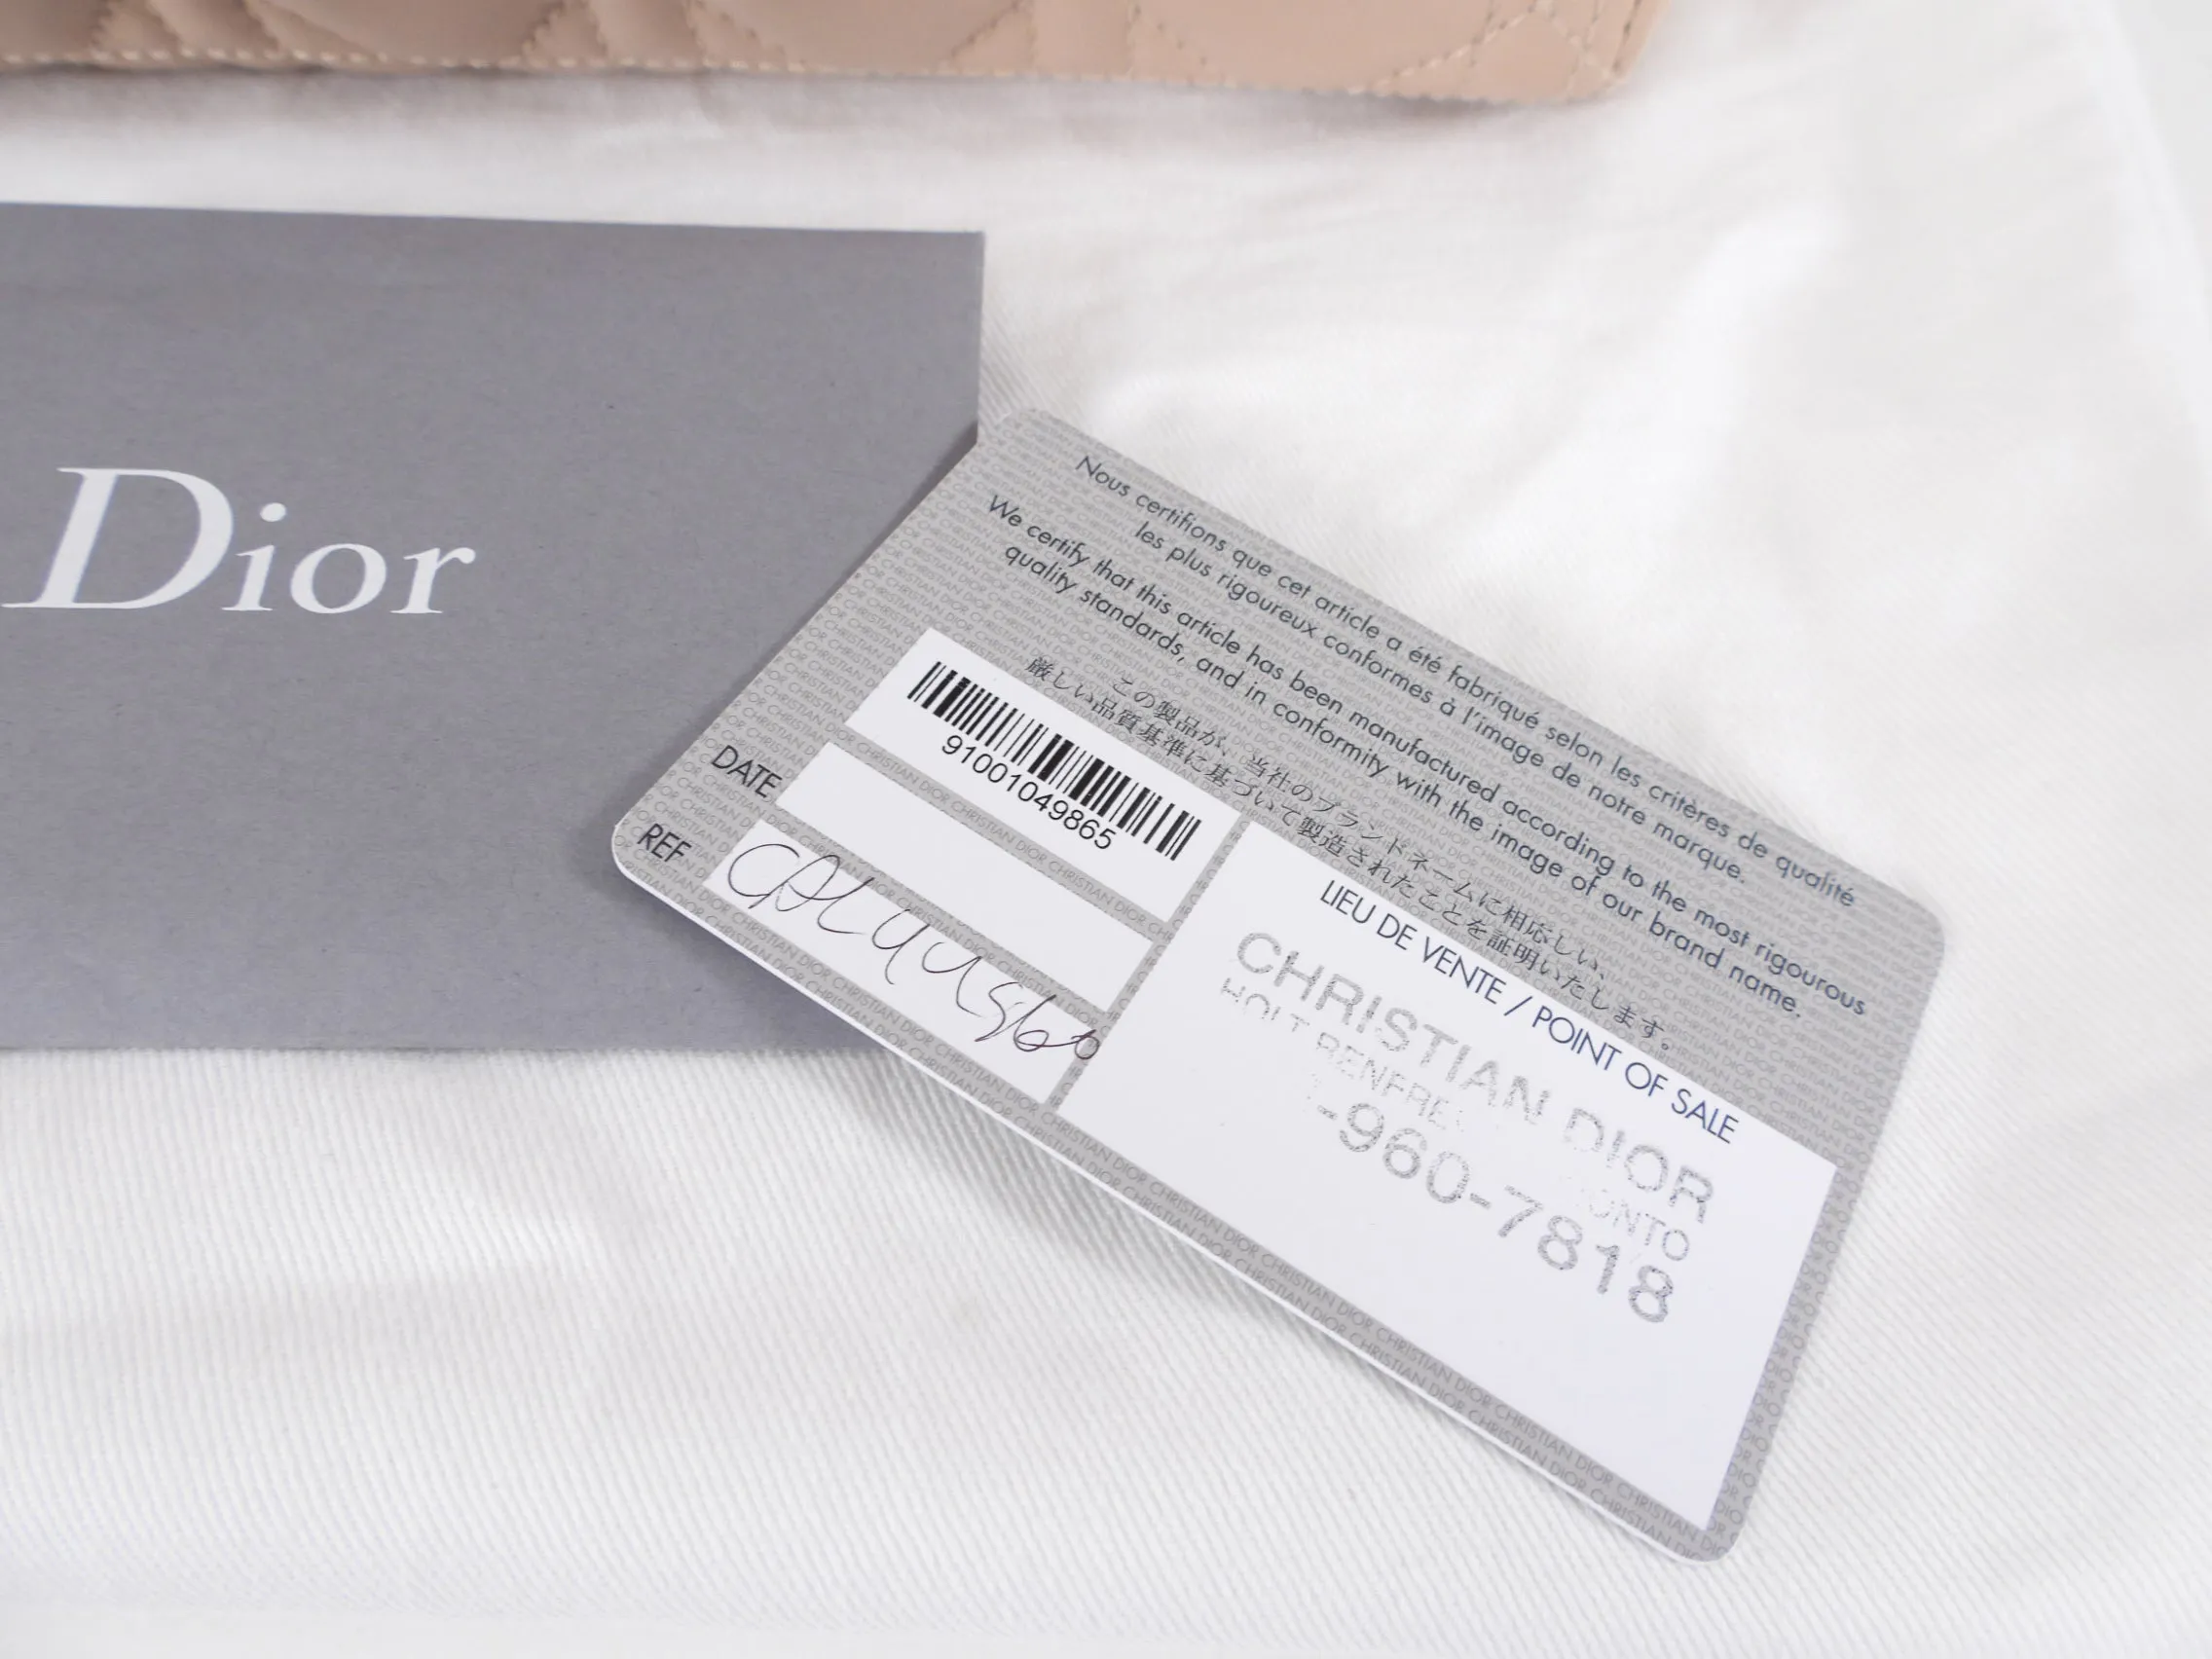 Dior
Nous certifions que cet article a été fabriqué selon les critères de qualité
les plus rigoureux conformes à l'image de notre marque.
We certify that this article has been manufactured according to the most rigourous
quality standards, and in conformity with the image of our brand name.
この製品が、当社のブランドネームに相応しい、
厳しい品質基準に基づいて製造されたことを証明いたします。
91001049865
DATE
REF
LIEU DE VENTE / POINT OF SALE
CHRISTIAN DIOR
HOLT RENFRE ONTO
-960-7818